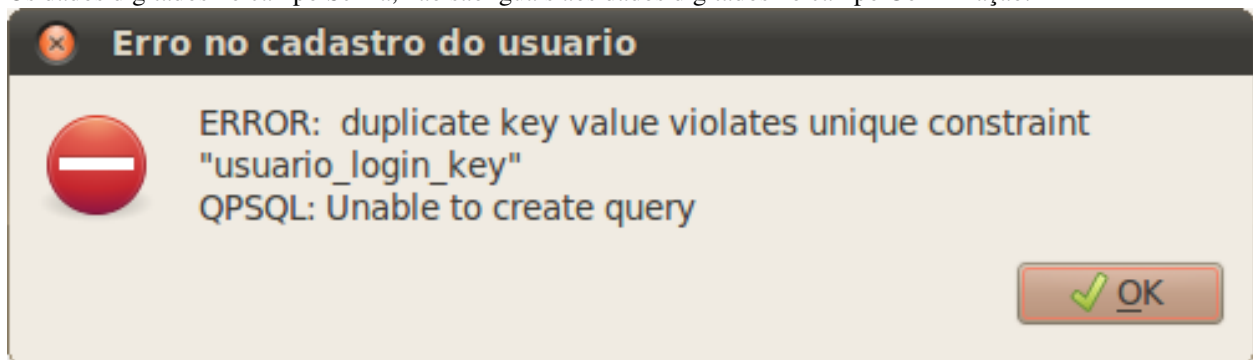 Erro no cadastro do usuario
ERROR:  duplicate key value violates unique constraint
"usuario_login_key"
QPSQL: Unable to create query
OK